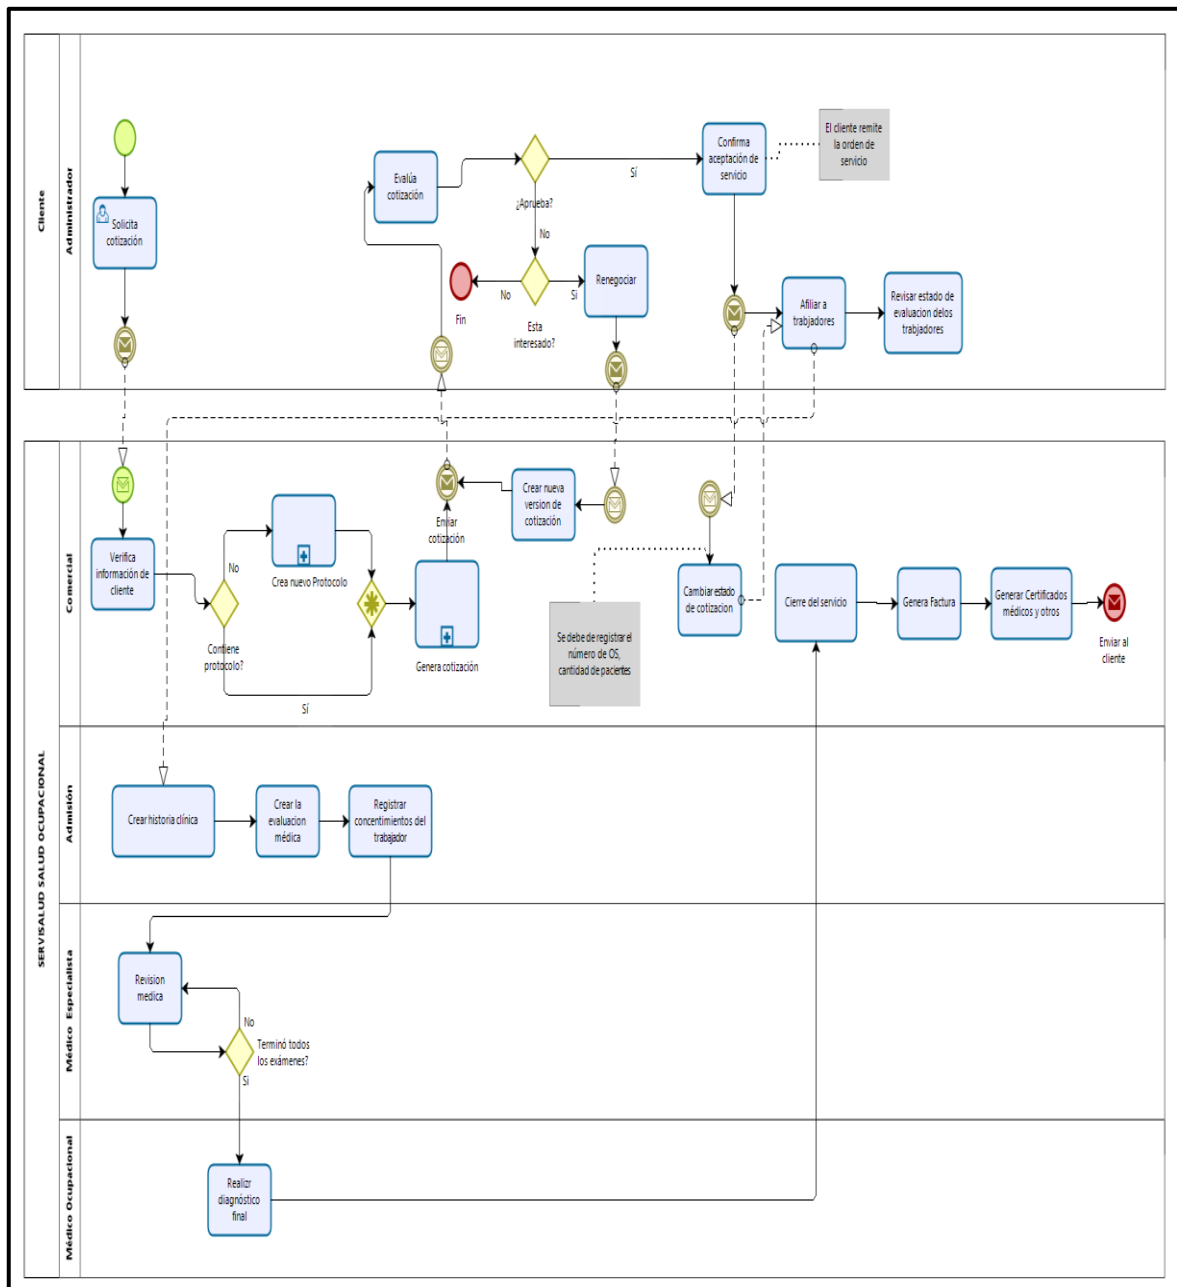 Cliente
Administrador
Solicita
cotización
Evalúa
cotización
¿Aprueba?
Sí
No
Confirma
aceptación de
servicio
El cliente remite
la orden de
servicio
Fin
No
Esta
interesado?
Si
Renegociar
Afiliar a
trabjadores
Revisar estado de
evaluacion delos
trabjadores
SERVISALUD SALUD OCUPACIONAL
Comercial
Verifica
información de
cliente
No
Contiene
protocolo?
Sí
Crea nuevo Protocolo
Enviar
cotización
Genera cotización
Crear nueva
version de
cotización
Se debe de registrar el
número de OS,
cantidad de pacientes
Cambiar estado
de cotizacion
Cierre del servicio
Genera Factura
Generar Certificados
médicos y otros
Enviar al
cliente
Admisión
Crear historia clínica
Crear la
evaluacion
médica
Registrar
concentimientos del
trabajador
Médico Especialista
Revision
medica
No
Terminó todos
los exámenes?
Si
Médico Ocupacional
Realizr
diagnóstico
final